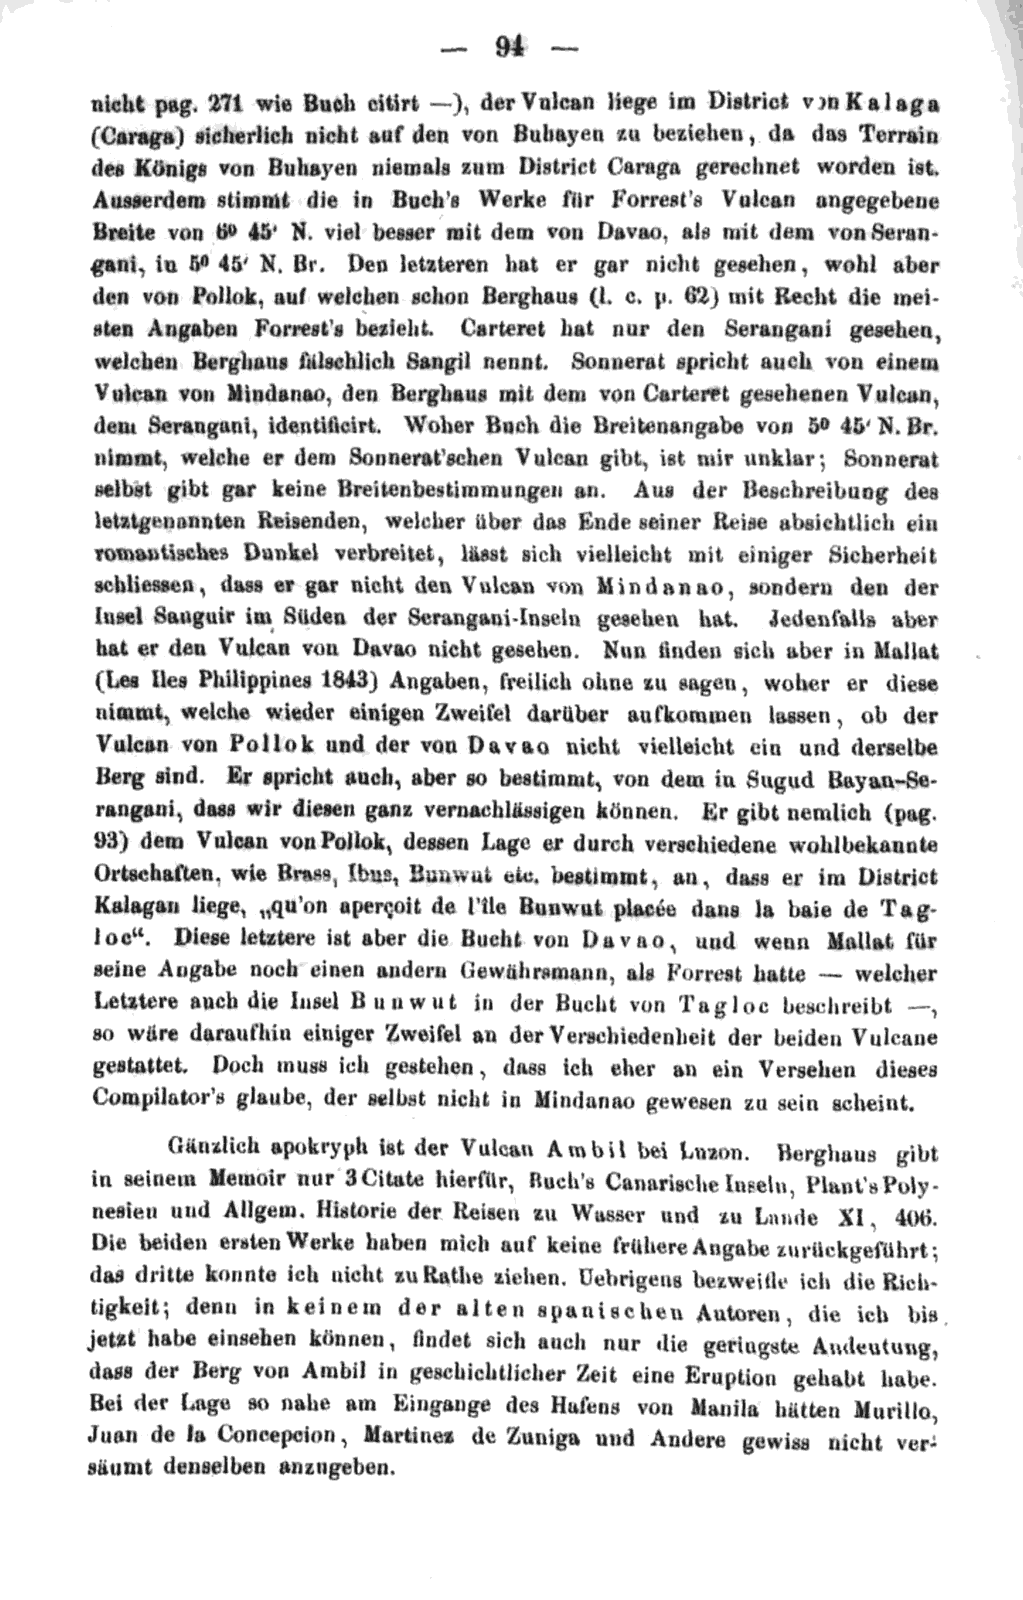 — 94 —
nicht pag. 271 wie Buch citirt —), der Vulcan liege im District von Kalaga
(Caraga) sicherlich nicht auf den von Buhayen zu beziehen, da das Terrain
des Königs von Buhayen niemals zum District Caraga gerechnet worden ist.
Ausserdem stimmt die in Buch's Werke für Forrest's Vulcan angegebene
Breite von 6⁰ 45' N. viel besser mit dem von Davao, als mit dem von Seran-
gani, in 5⁰ 45' N. Br. Den letzteren hat er gar nicht gesehen, wohl aber
den von Pollok, auf welchen schon Berghaus (l. c. p. 62) mit Recht die mei-
sten Angaben Forrest's bezieht. Carteret hat nur den Serangani gesehen,
welchen Berghaus fälschlich Sangil nennt. Sonnerat spricht auch von einem
Vulcan von Mindanao, den Berghaus mit dem von Carteret gesehenen Vulcan,
dem Serangani, identificirt. Woher Buch die Breitenangabe von 5⁰ 45' N. Br.
nimmt, welche er dem Sonnerat'schen Vulcan gibt, ist mir unklar; Sonnerat
selbst gibt gar keine Breitenbestimmungen an. Aus der Beschreibung des
letztgenannten Reisenden, welcher über das Ende seiner Reise absichtlich ein
romantisches Dunkel verbreitet, lässt sich vielleicht mit einiger Sicherheit
schliessen, dass er gar nicht den Vulcan von Mindanao, sondern den der
Insel Sanguir im Süden der Serangani-Inseln gesehen hat. Jedenfalls aber
hat er den Vulcan von Davao nicht gesehen. Nun finden sich aber in Mallat
(Les Iles Philippines 1843) Angaben, freilich ohne zu sagen, woher er diese
nimmt, welche wieder einigen Zweifel darüber aufkommen lassen, ob der
Vulcan von Pollok und der von Davao nicht vielleicht ein und derselbe
Berg sind. Er spricht auch, aber so bestimmt, von dem in Sugud Bayan-Se-
rangani, dass wir diesen ganz vernachlässigen können. Er gibt nemlich (pag.
93) dem Vulcan von Pollok, dessen Lage er durch verschiedene wohlbekannte
Ortschaften, wie Brass, Ibus, Bunwut etc. bestimmt, an, dass er im District
Kalagan liege, „qu'on aperçoit de l'île Bunwut placée dans la baie de Tag-
loc“. Diese letztere ist aber die Bucht von Davao, und wenn Mallat für
seine Angabe noch einen andern Gewährsmann, als Forrest hatte — welcher
Letztere auch die Insel Bunwut in der Bucht von Tagloc beschreibt —,
so wäre daraufhin einiger Zweifel an der Verschiedenheit der beiden Vulcane
gestattet. Doch muss ich gestehen, dass ich eher an ein Versehen dieses
Compilator's glaube, der selbst nicht in Mindanao gewesen zu sein scheint.
Gänzlich apokryph ist der Vulcan Ambil bei Luzon. Berghaus gibt
in seinem Memoir nur 3 Citate hierfür, Buch's Canarische Inseln, Plant's Poly-
nesien und Allgem. Historie der Reisen zu Wasser und zu Lande XI, 406.
Die beiden ersten Werke haben mich auf keine frühere Angabe zurückgeführt;
das dritte konnte ich nicht zu Rathe ziehen. Uebrigens bezweifle ich die Rich-
tigkeit; denn in keinem der alten spanischen Autoren, die ich bis
jetzt habe einsehen können, findet sich auch nur die geringste Andeutung,
dass der Berg von Ambil in geschichtlicher Zeit eine Eruption gehabt habe.
Bei der Lage so nahe am Eingange des Hafens von Manila hätten Murillo,
Juan de la Concepcion, Martinez de Zuniga und Andere gewiss nicht ver-
säumt denselben anzugeben.